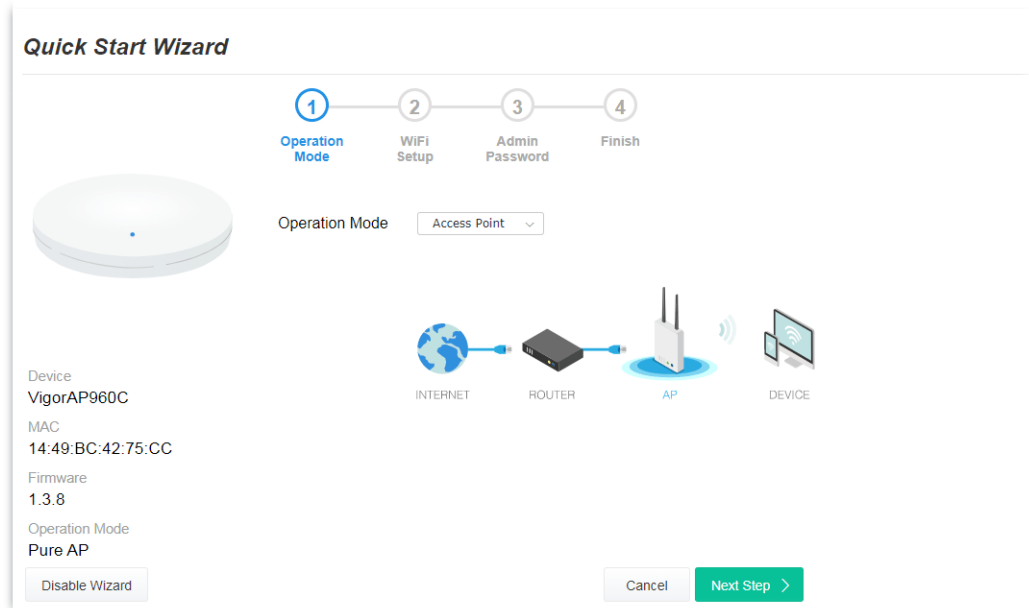 Quick Start Wizard
1
2
3
4
Operation
Mode
WiFi
Setup
Admin
Password
Finish
Operation Mode
Access Point
INTERNET
ROUTER
AP
DEVICE
Device
VigorAP960C
MAC
14:49:BC:42:75:CC
Firmware
1.3.8
Operation Mode
Pure AP
Disable Wizard
Cancel
Next Step